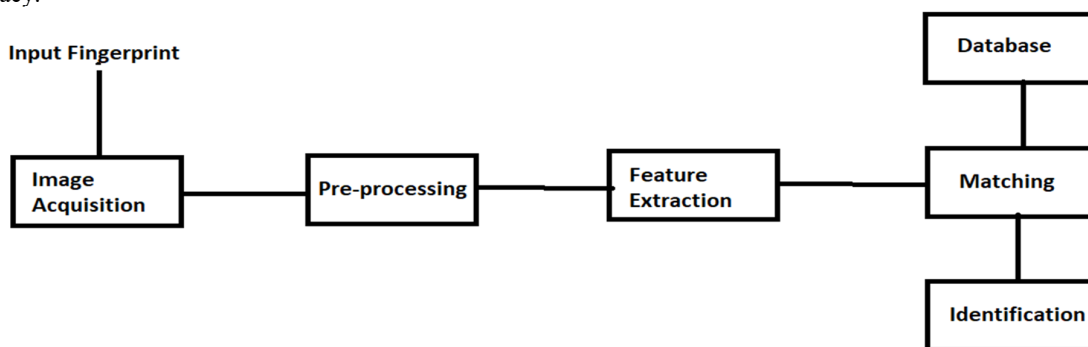 Input Fingerprint
Database
Image
Acquisition
Pre-processing
Feature
Extraction
Matching
Identification